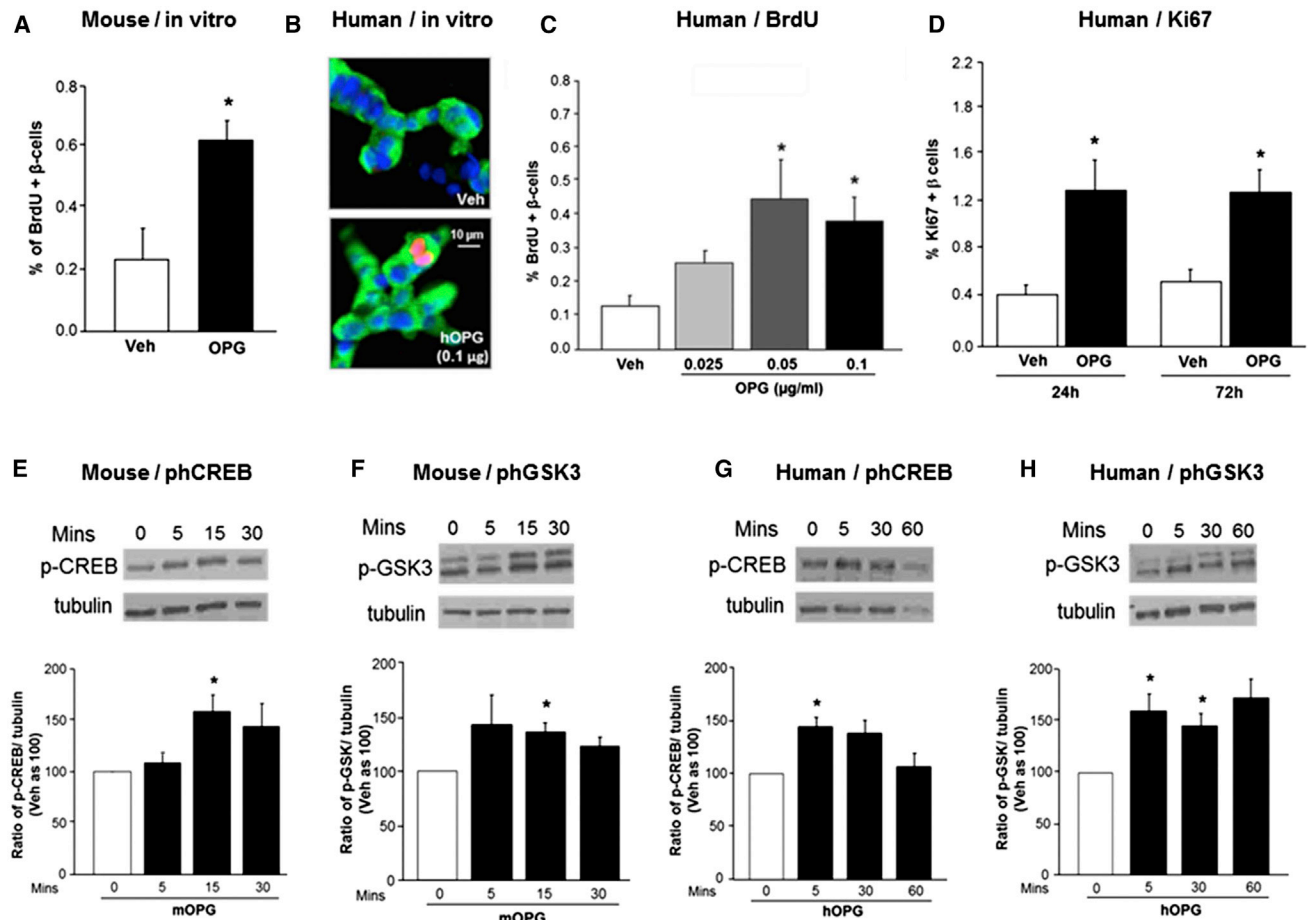 A Mouse / in vitro
% of BrdU + β-cells
0.8
0.6
0.4
0.2
0.0
Veh OPG
*
B Human / in vitro
Veh
10 µm
hOPG
(0.1 µg)
C Human / BrdU
% BrdU + β-cells
0.8
0.7
0.6
0.5
0.4
0.3
0.2
0.1
0.0
* *
Veh 0.025 0.05 0.1
OPG (µg/ml)
D Human / Ki67
% Ki67 + β cells
2.2
1.8
1.6
1.2
0.8
0.4
0.0
* *
Veh OPG Veh OPG
24h 72h
E Mouse / phCREB
Mins 0 5 15 30
p-CREB
tubulin
Ratio of p-CREB/ tubulin
(Veh as 100)
200
150
100
50
0
*
Mins 0 5 15 30
mOPG
F Mouse / phGSK3
Mins 0 5 15 30
p-GSK3
tubulin
Ratio of p-GSK/ tubulin
(Veh as 100)
200
150
100
50
0
*
Mins 0 5 15 30
mOPG
G Human / phCREB
Mins 0 5 30 60
p-CREB
tubulin
Ratio of p-CREB/ tubulin
(Veh as 100)
200
150
100
50
0
*
Mins 0 5 30 60
hOPG
H Human / phGSK3
Mins 0 5 30 60
p-GSK3
tubulin
Ratio of p-GSK/ tubulin
(Veh as 100)
200
150
100
50
0
* *
Mins 0 5 30 60
hOPG